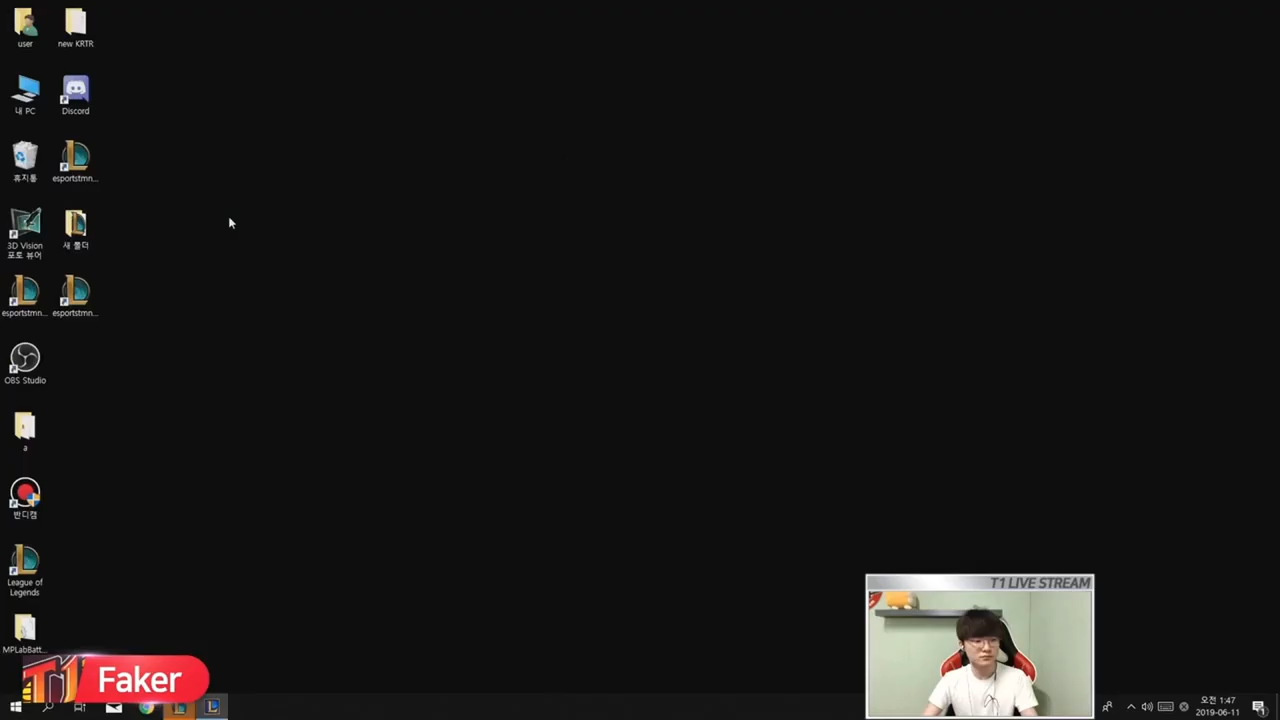 user
new KRTR
내 PC
Discord
휴지통
esportstmn...
3D Vision
포토 뷰어
새 폴더
esportstmn...
esportstmn...
OBS Studio
a
반디캠
League of
Legends
MPLabBatt...
T1
Faker
T1 LIVE STREAM
오전 1:47
2019-06-11
1